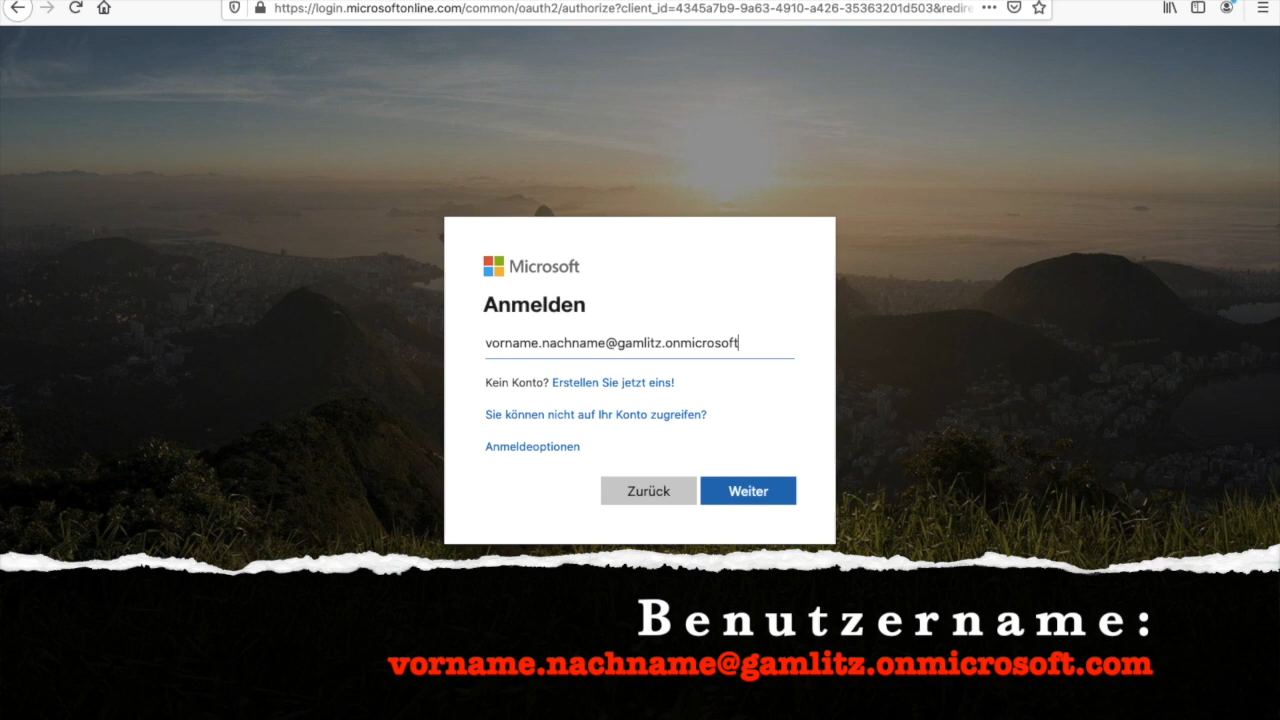 https://login.microsoftonline.com/common/oauth2/authorize?client_id=4345a7b9-9a63-4910-a426-35363201d503&redire
Microsoft
Anmelden
vorname.nachname@gamlitz.onmicrosoft
Kein Konto? Erstellen Sie jetzt eins!
Sie können nicht auf Ihr Konto zugreifen?
Anmeldeoptionen
Zurück Weiter
Benutzername:
vorname.nachname@gamlitz.onmicrosoft.com